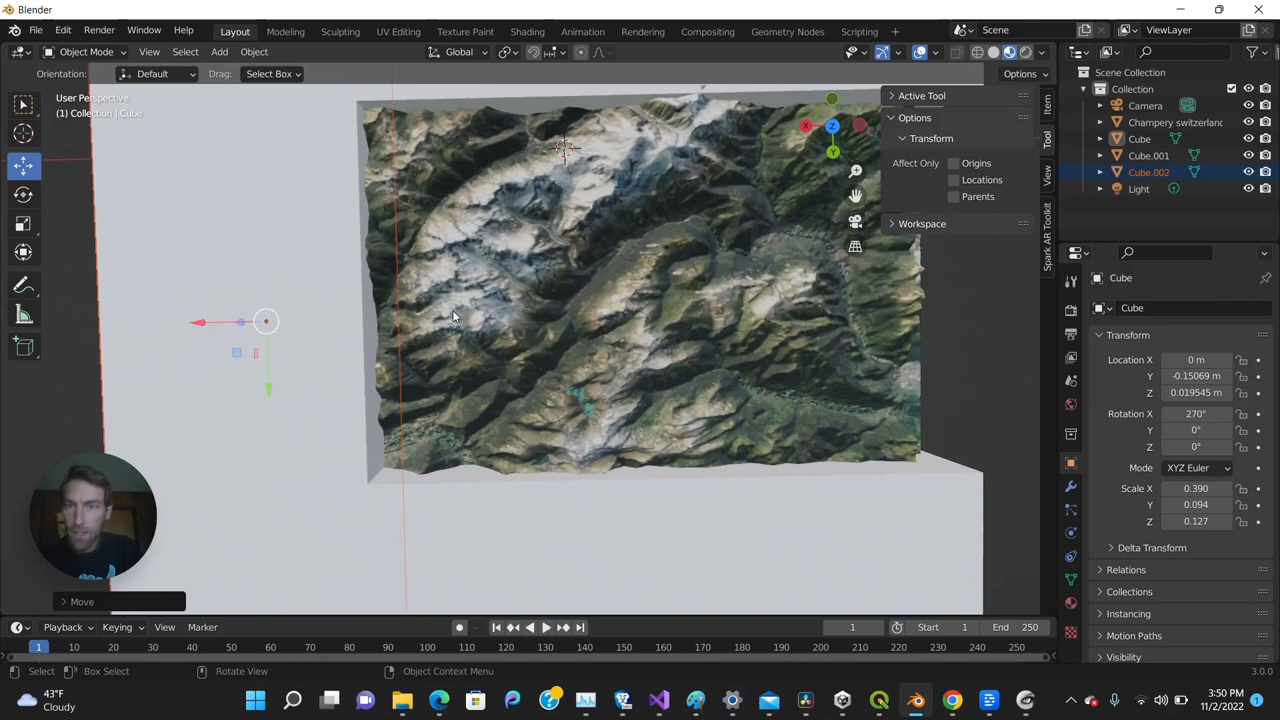 Blender
File Edit Render Window Help
Layout Modeling Sculpting UV Editing Texture Paint Shading Animation Rendering Compositing Geometry Nodes Scripting
Scene
ViewLayer
Object Mode View Select Add Object
Global
Orientation: Default Drag: Select Box
Options
User Perspective
(1) Collection | Cube
Active Tool
Options
Transform
Affect Only Origins
Locations
Parents
Workspace
Item
Tool
View
Spark AR Toolkit
X
Z
Y
Scene Collection
Collection
Camera
Champery switzerland
Cube
Cube.001
Cube.002
Light
Cube
Cube
Transform
Location X 0 m
Y -0.15069 m
Z 0.019545 m
Rotation X 270°
Y 0°
Z 0°
Mode XYZ Euler
Scale X 0.390
Y 0.094
Z 0.127
Delta Transform
Relations
Collections
Instancing
Motion Paths
Visibility
Move
Playback Keying View Marker
1 Start 1 End 250
1 10 20 30 40 50 60 70 80 90 100 110 120 130 140 150 160 170 180 190 200 210 220 230 240 250
Select Box Select Rotate View Object Context Menu
3.0.0
43°F
Cloudy
3:50 PM
11/2/2022